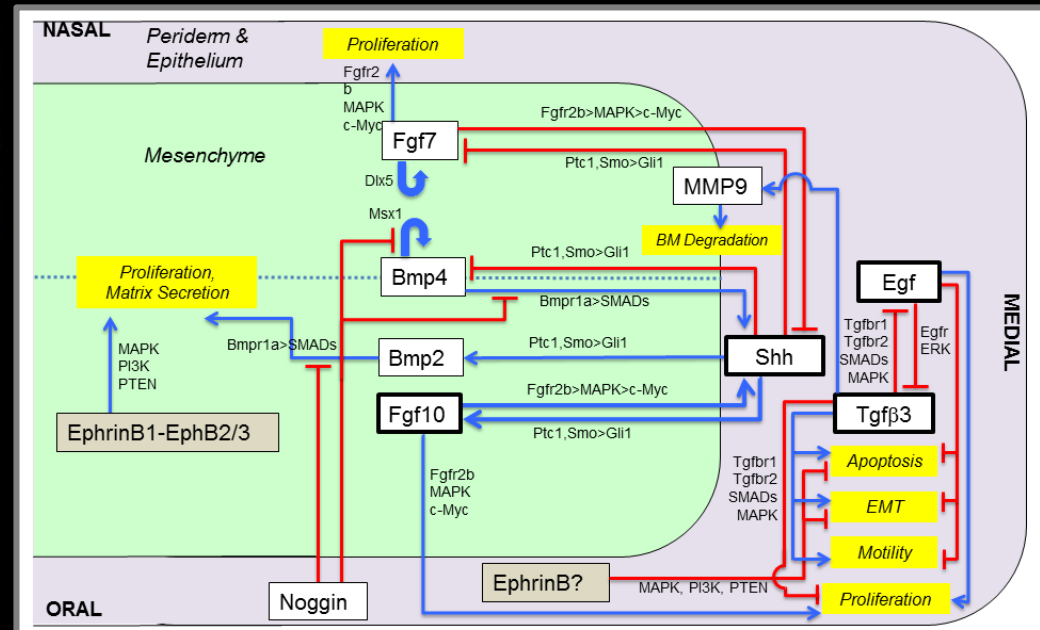 NASAL
Periderm &
Epithelium
Proliferation
Fgfr2
b
MAPK
c-Myc
Fgf7
Fgfr2b>MAPK>c-Myc
Mesenchyme
Ptc1,Smo>Gli1
Dlx5
MMP9
Msx1
BM Degradation
Ptc1,Smo>Gli1
Proliferation,
Matrix Secretion
Bmp4
Egf
MEDIAL
Bmpr1a>SMADs
Tgfbr1
Tgfbr2
SMADs
MAPK
Egfr
ERK
MAPK
PI3K
PTEN
Bmpr1a>SMADs
Bmp2
Ptc1,Smo>Gli1
Shh
Fgfr2b>MAPK>c-Myc
Fgf10
Tgfβ3
EphrinB1-EphB2/3
Ptc1,Smo>Gli1
Fgfr2b
MAPK
c-Myc
Tgfbr1
Tgfbr2
SMADs
MAPK
Apoptosis
EMT
Motility
EphrinB?
MAPK, PI3K, PTEN
Noggin
Proliferation
ORAL